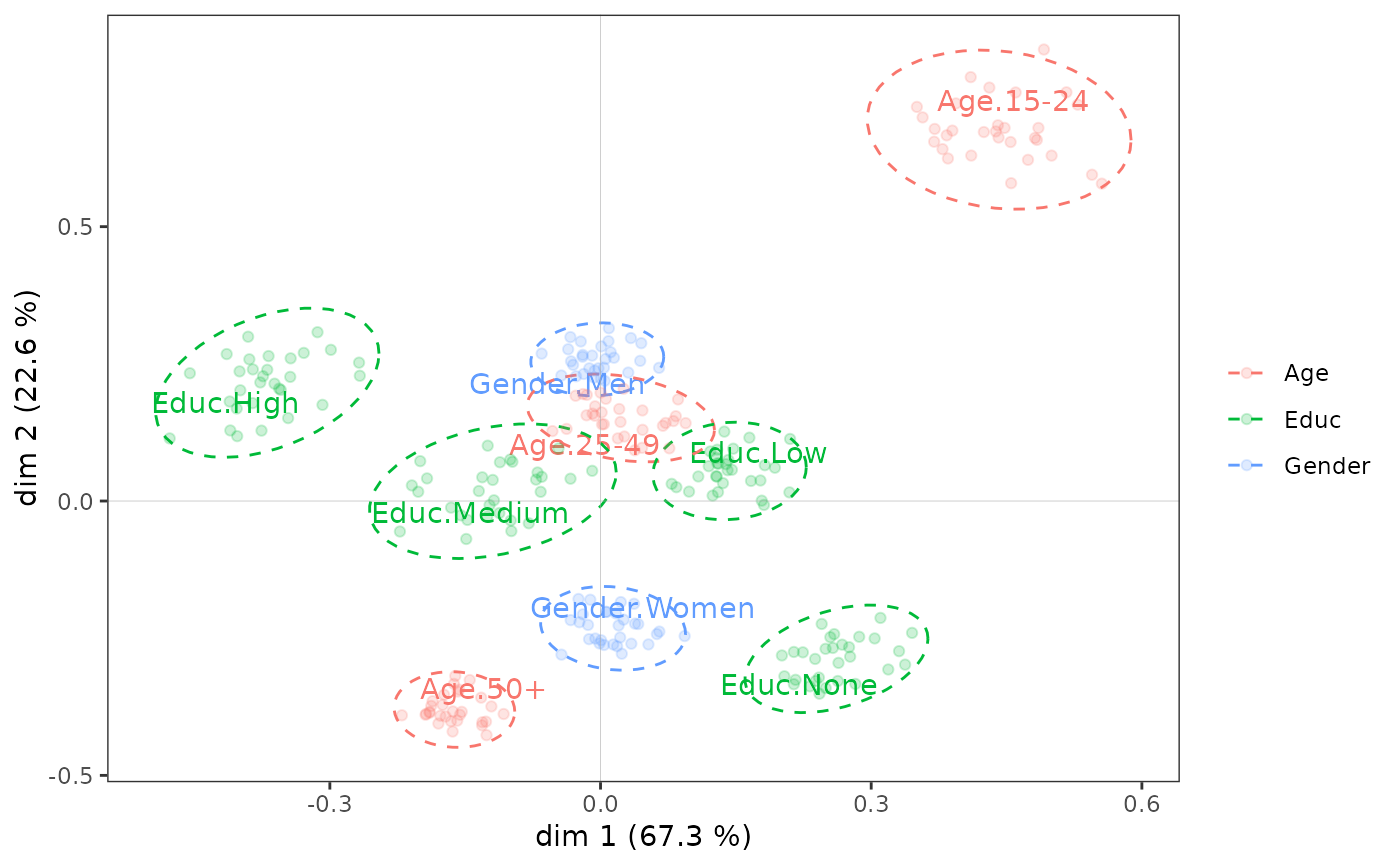 Age.15-24
0.5
Gender.Men
Educ.High
Age.25-49
Educ.Low
0.0
Educ.Medium
Gender.Women
Educ.None
Age.50+
-0.5
-0.3
0.0
0.3
0.6
dim 1 (67.3 %)
dim 2 (22.6 %)
Age
Educ
Gender